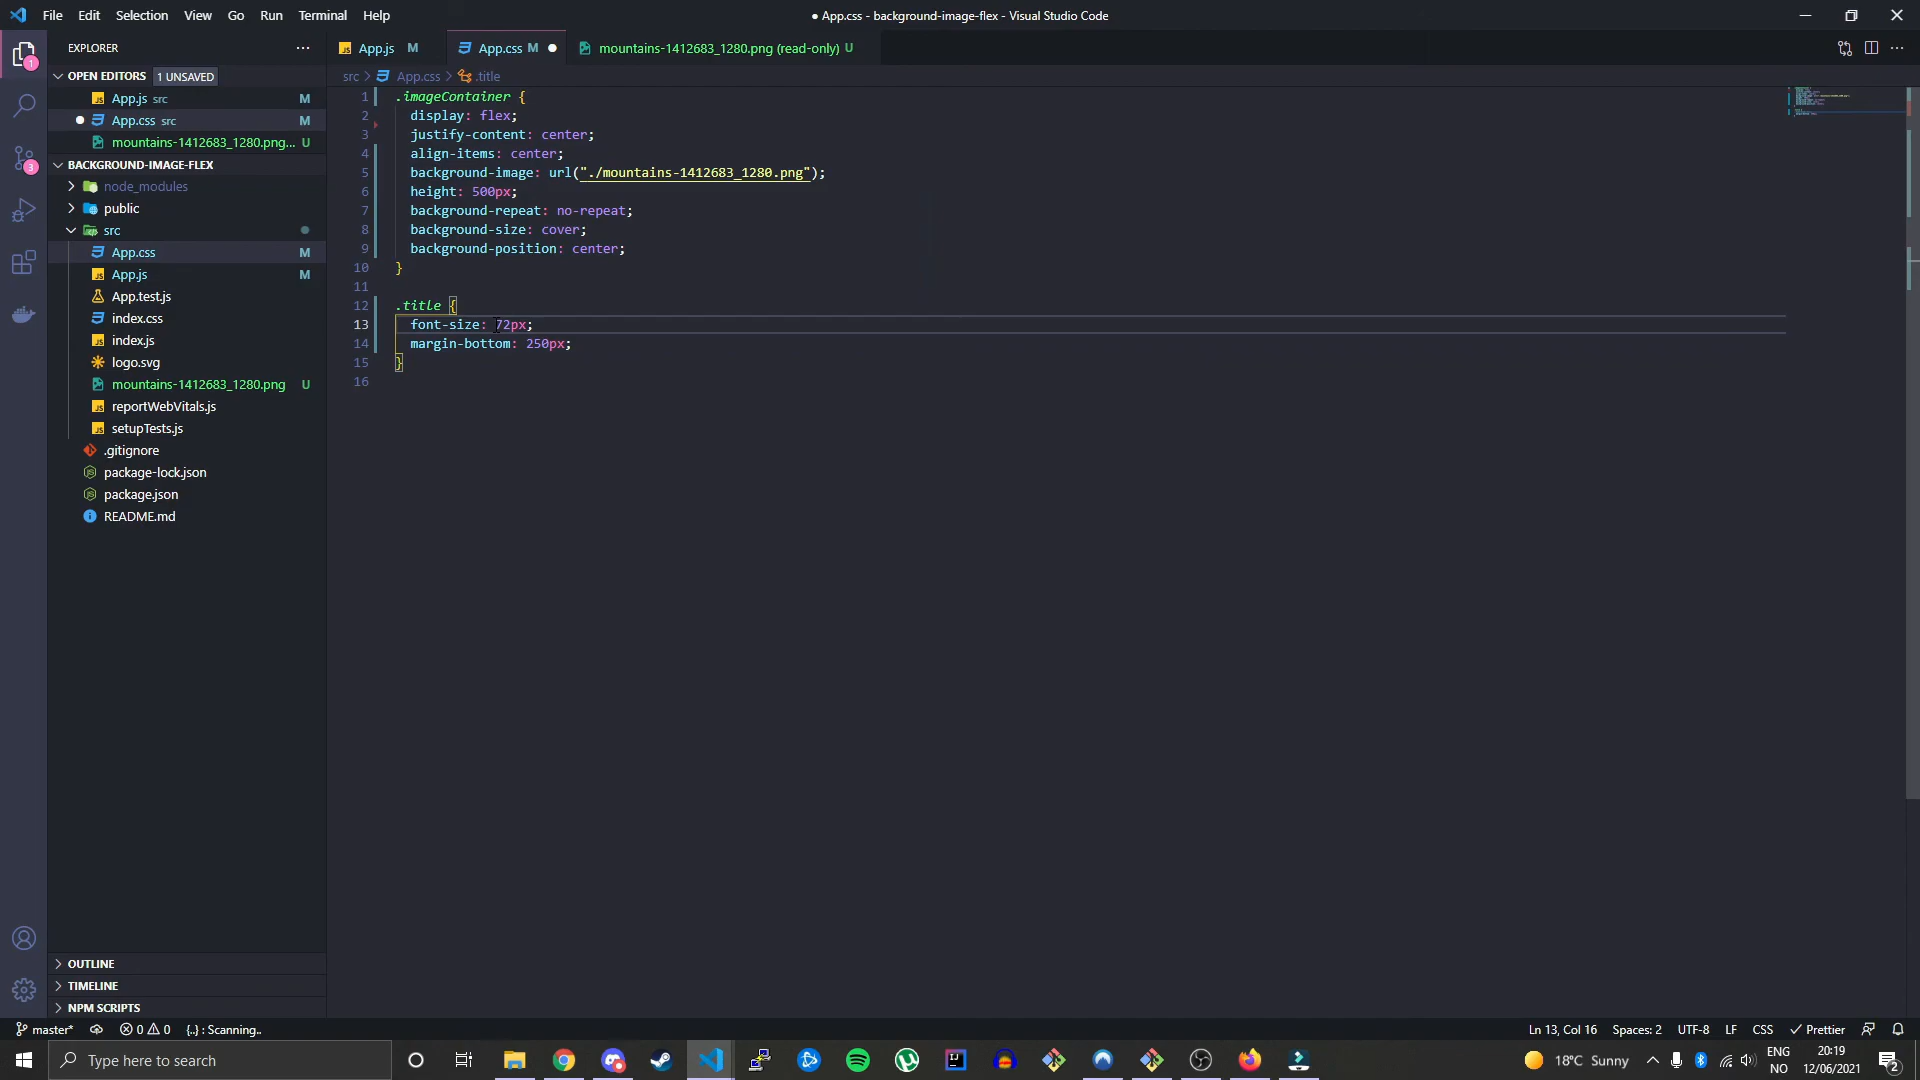 File Edit Selection View Go Run Terminal Help
● App.css - background-image-flex - Visual Studio Code
EXPLORER
App.js M
App.css M
mountains-1412683_1280.png (read-only) U
OPEN EDITORS 1 UNSAVED
App.js src M
App.css src M
mountains-1412683_1280.png... U
BACKGROUND-IMAGE-FLEX
node_modules
public
src
App.css M
App.js M
App.test.js
index.css
index.js
logo.svg
mountains-1412683_1280.png U
reportWebVitals.js
setupTests.js
.gitignore
package-lock.json
package.json
README.md
OUTLINE
TIMELINE
NPM SCRIPTS
1
3
src > App.css > .title
1 .imageContainer {
2 display: flex;
3 justify-content: center;
4 align-items: center;
5 background-image: url("./mountains-1412683_1280.png");
6 height: 500px;
7 background-repeat: no-repeat;
8 background-size: cover;
9 background-position: center;
10 }
11
12 .title {
13 font-size: 72px;
14 margin-bottom: 250px;
15 }
16
master* 0 0 {..} : Scanning..
Ln 13, Col 16 Spaces: 2 UTF-8 LF CSS Prettier
Type here to search
18°C Sunny
ENG
NO
20:19
12/06/2021
2